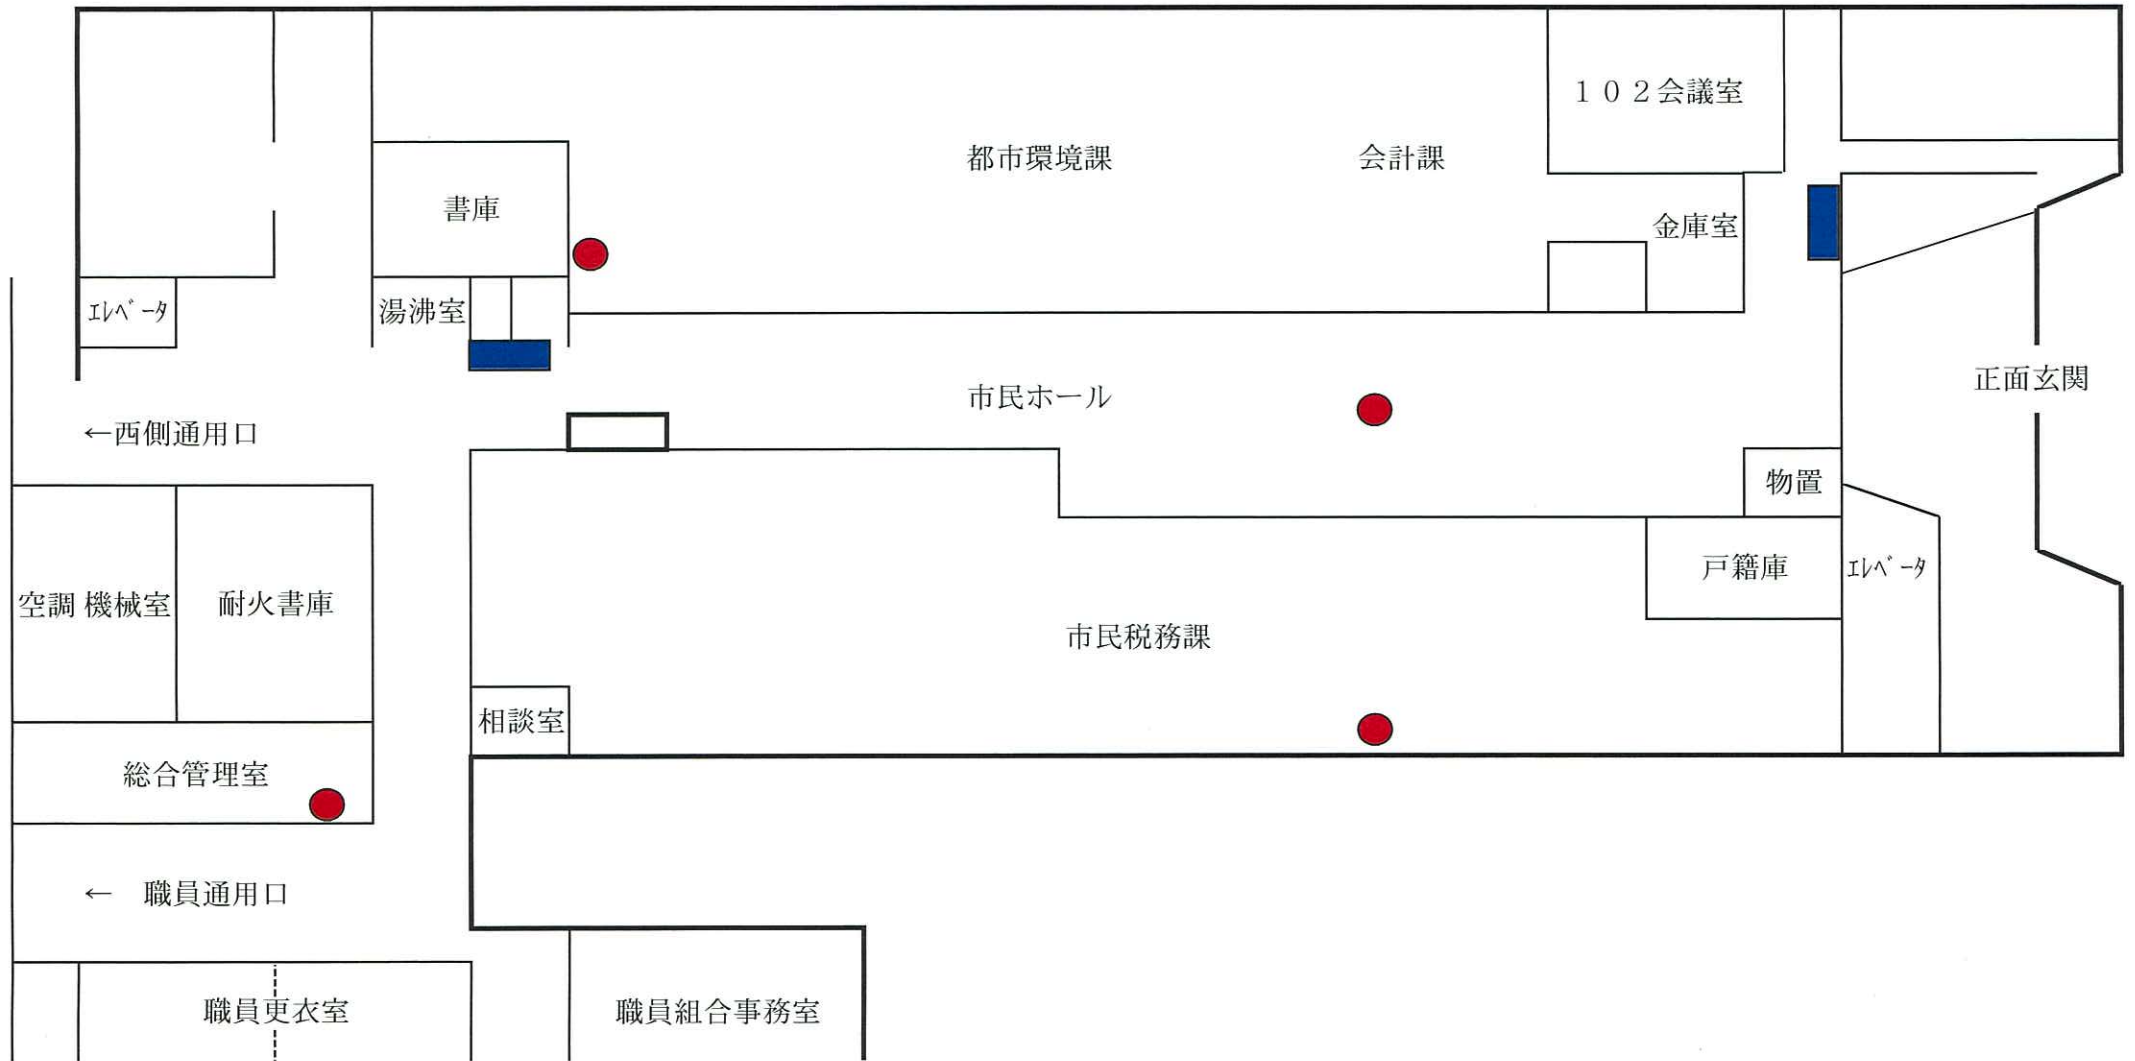 １０２会議室
都市環境課
会計課
書庫
金庫室
ｴﾚﾍﾞｰﾀ
湯沸室
正面玄関
市民ホール
←西側通用口
物置
戸籍庫
ｴﾚﾍﾞｰﾀ
空調 機械室
耐火書庫
市民税務課
相談室
総合管理室
← 職員通用口
職員更衣室
職員組合事務室